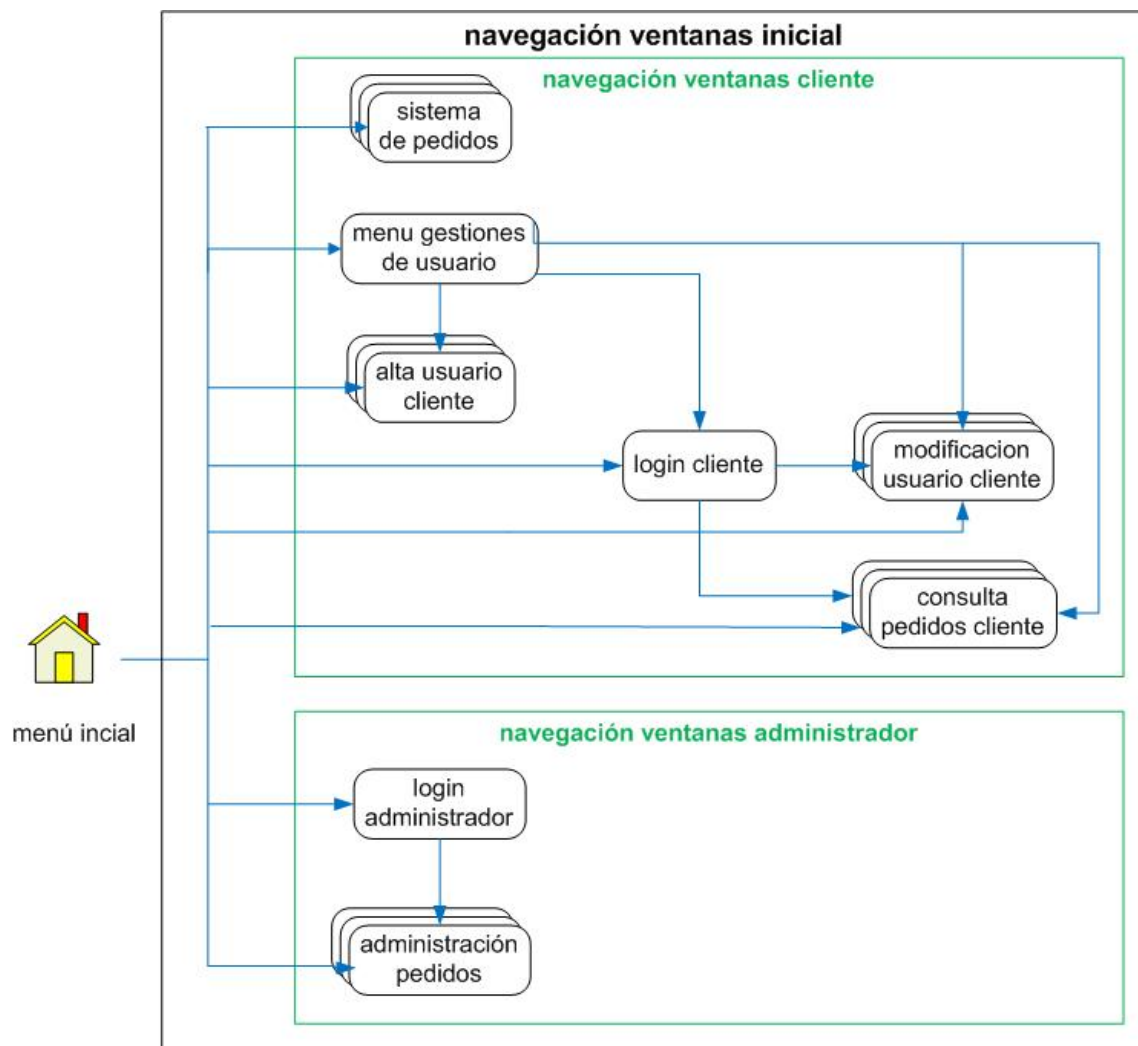 navegación ventanas inicial
navegación ventanas cliente
sistema
de pedidos
menu gestiones
de usuario
alta usuario
cliente
login cliente
modificacion
usuario cliente
consulta
pedidos cliente
menú incial
navegación ventanas administrador
login
administrador
administración
pedidos